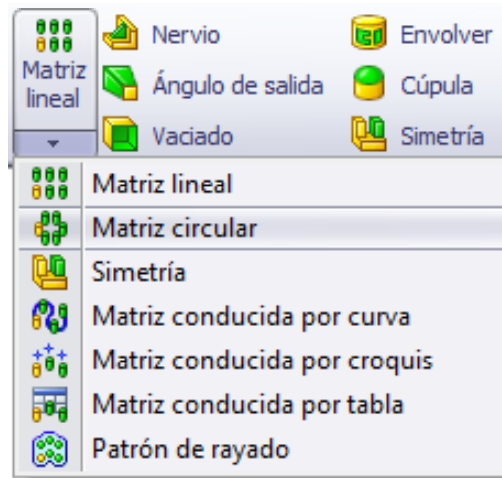 Matriz lineal
Nervio
Ángulo de salida
Vaciado
Envolver
Cúpula
Simetría
Matriz lineal
Matriz circular
Simetría
Matriz conducida por curva
Matriz conducida por croquis
Matriz conducida por tabla
Patrón de rayado